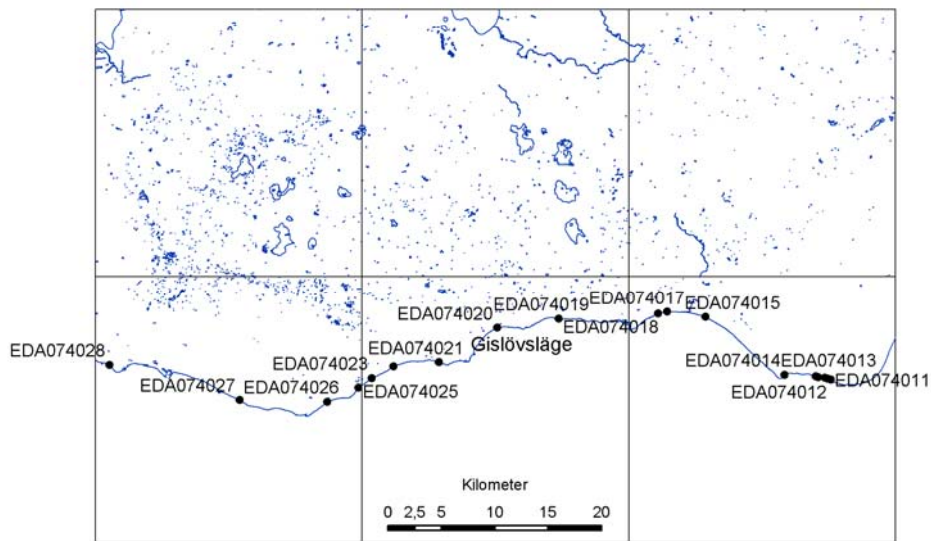 EDA074019
EDA074017
EDA074015
EDA074020
EDA074018
Gislövsläge
EDA074028
EDA074023
EDA074021
EDA074014
EDA074013
EDA074027
EDA074026
EDA074025
EDA074012
EDA074011
Kilometer
0 2,5 5 10 15 20